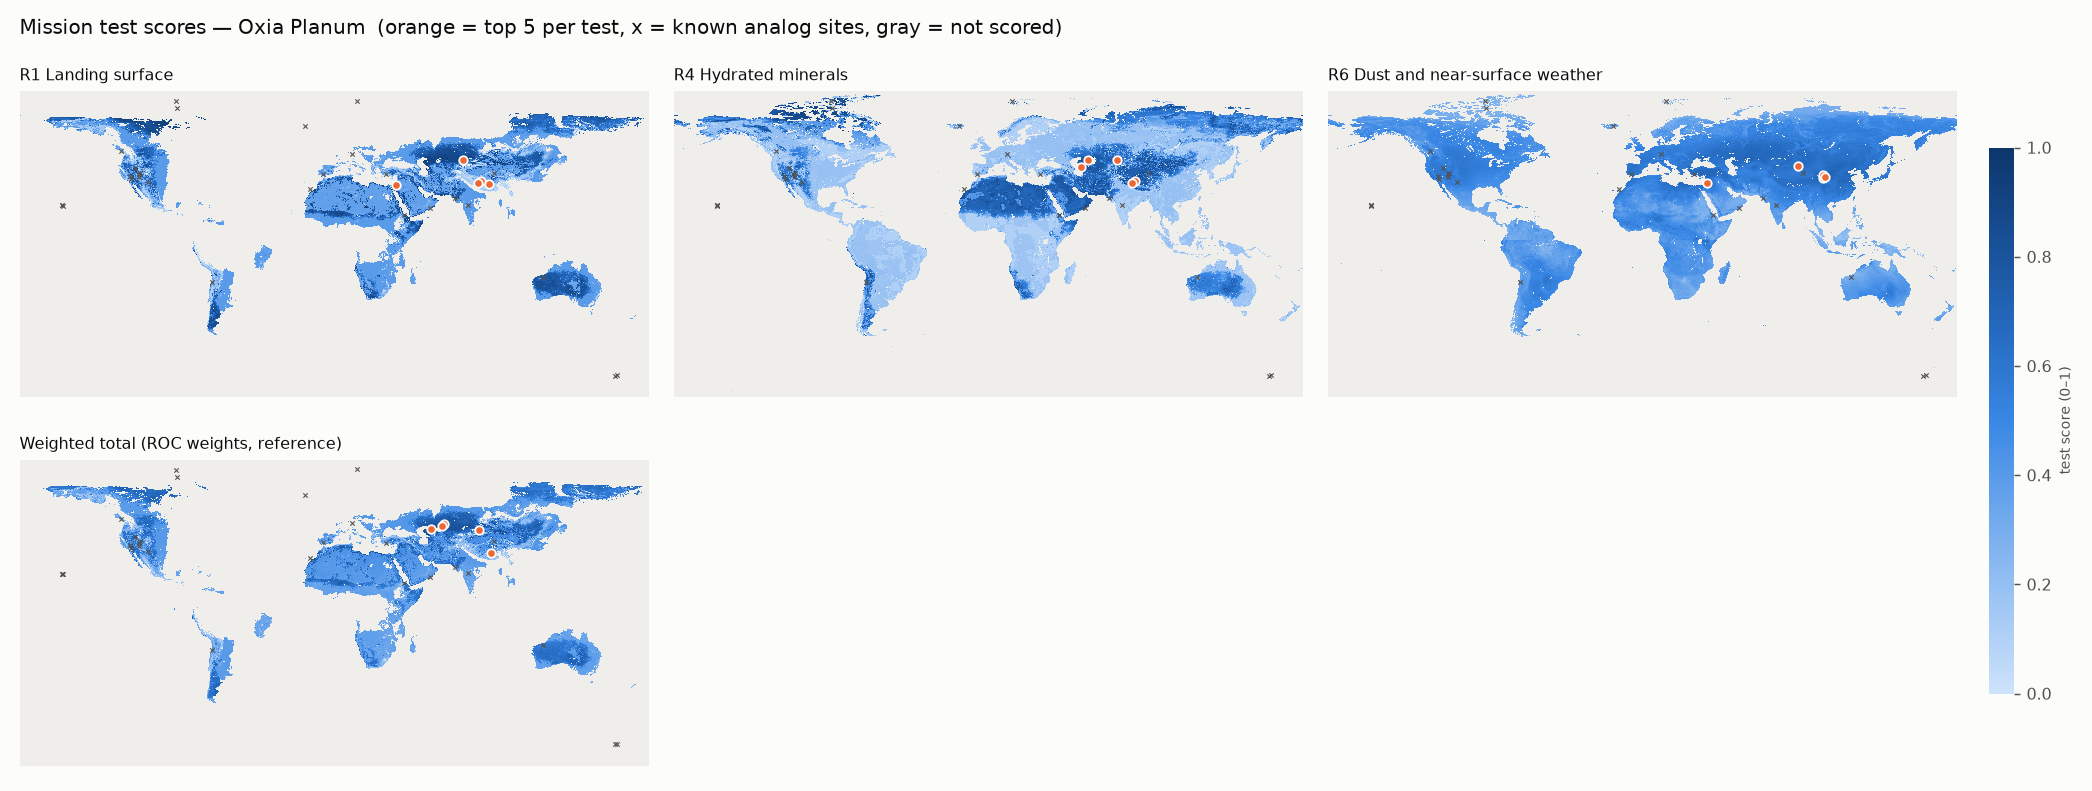 Mission test scores — Oxia Planum  (orange = top 5 per test, x = known analog sites, gray = not scored)
R1 Landing surface
R4 Hydrated minerals
R6 Dust and near-surface weather
Weighted total (ROC weights, reference)
1.0
0.8
0.6
0.4
0.2
0.0
test score (0–1)